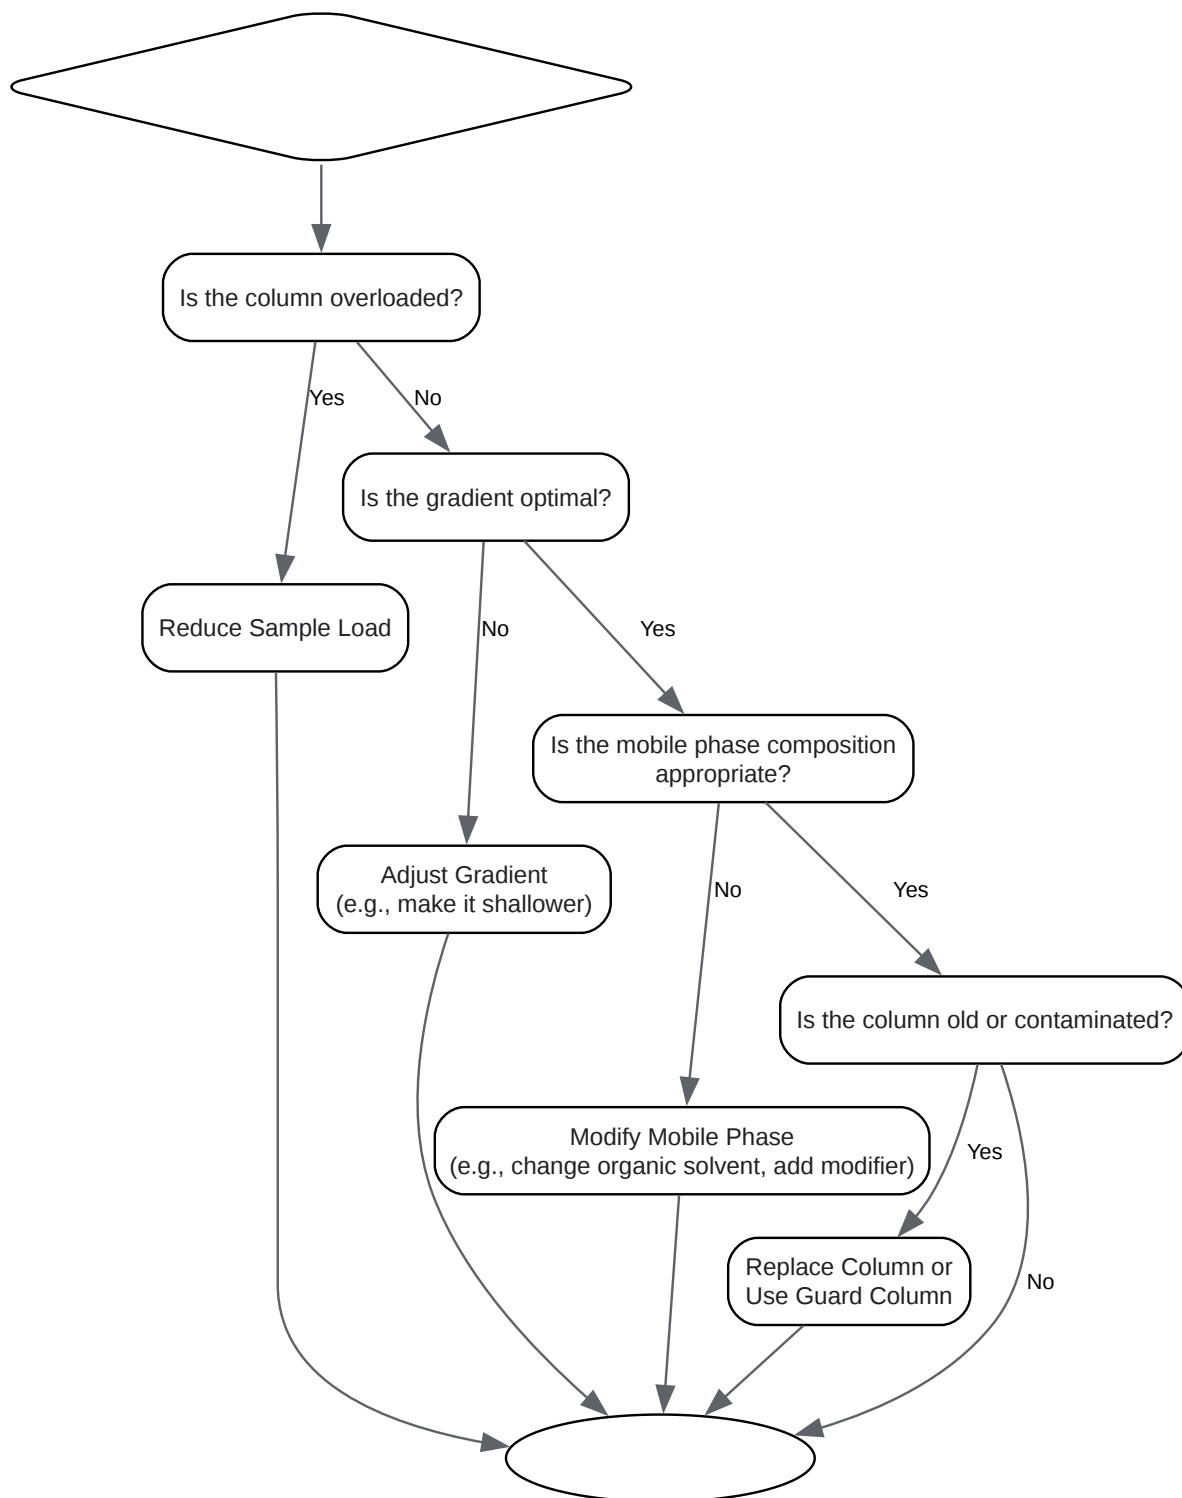 Is the column overloaded?
Yes
No
Is the gradient optimal?
Reduce Sample Load
No
Yes
Is the mobile phase composition
appropriate?
Adjust Gradient
(e.g., make it shallower)
No
Yes
Is the column old or contaminated?
Modify Mobile Phase
(e.g., change organic solvent, add modifier)
Yes
Replace Column or
Use Guard Column
No